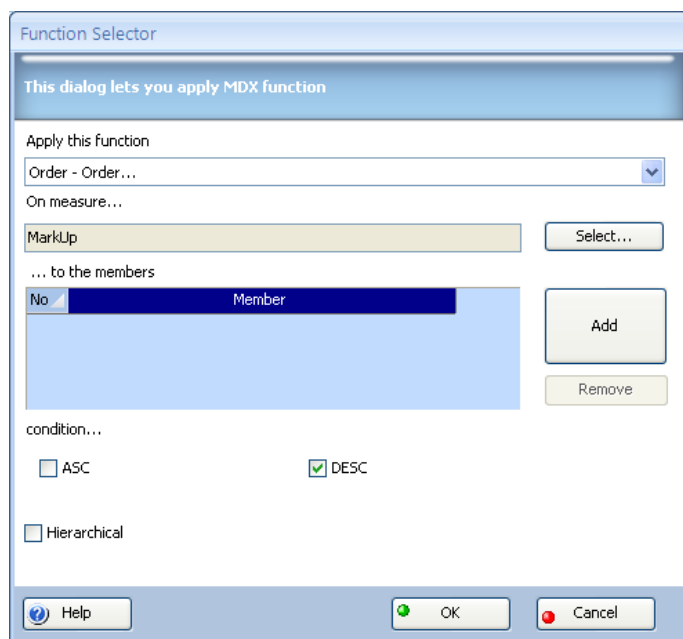 Function Selector
This dialog lets you apply MDX function
Apply this function
Order - Order...
On measure...
MarkUp
Select...
... to the members
No Member
Add
Remove
condition...
ASC DESC
Hierarchical
Help OK Cancel